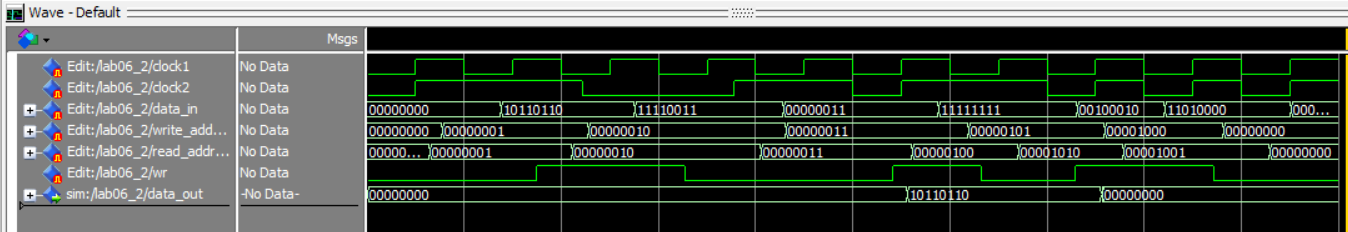 Wave - Default
Msgs
Edit:/lab06_2/clock1 No Data
Edit:/lab06_2/clock2 No Data
Edit:/lab06_2/data_in No Data 00000000 10110110 11110011 00000011 11111111 00100010 11010000 000...
Edit:/lab06_2/write_add... No Data 00000000 00000001 00000010 00000011 00000101 00001000 00000000
Edit:/lab06_2/read_addr... No Data 00000... 00000001 00000010 00000011 00000100 00001010 00001001 00000000
Edit:/lab06_2/wr No Data
sim:/lab06_2/data_out -No Data- 00000000 10110110 00000000